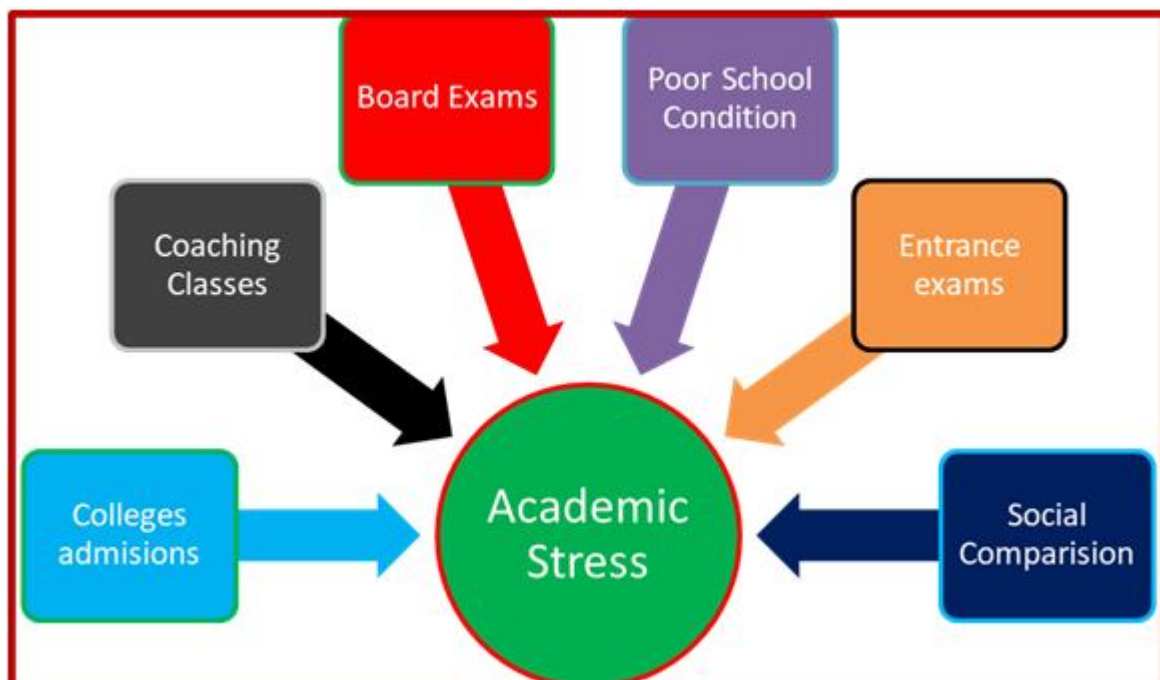 Board Exams
Poor School
Condition
Coaching
Classes
Entrance
exams
Colleges
admisions
Academic
Stress
Social
Comparision